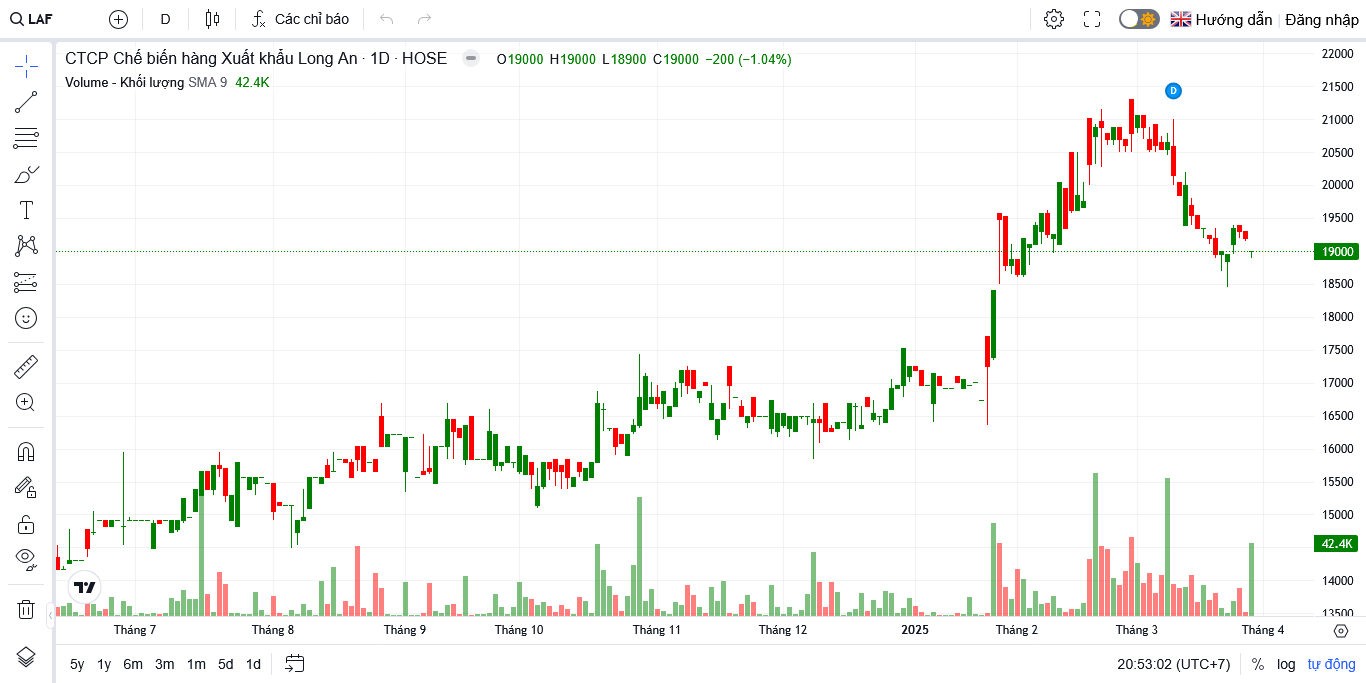 LAF D Các chỉ báo Hướng dẫn Đăng nhập
CTCP Chế biến hàng Xuất khẩu Long An · 1D · HOSE O19000 H19000 L18900 C19000 −200 (−1.04%)
Volume - Khối lượng SMA 9 42.4K
D
22000
21500
21000
20500
20000
19500
19000
18500
18000
17500
17000
16500
16000
15500
15000
42.4K
14000
13500
Tháng 7 Tháng 8 Tháng 9 Tháng 10 Tháng 11 Tháng 12 2025 Tháng 2 Tháng 3 Tháng 4
5y 1y 6m 3m 1m 5d 1d 20:53:02 (UTC+7) % log tự động